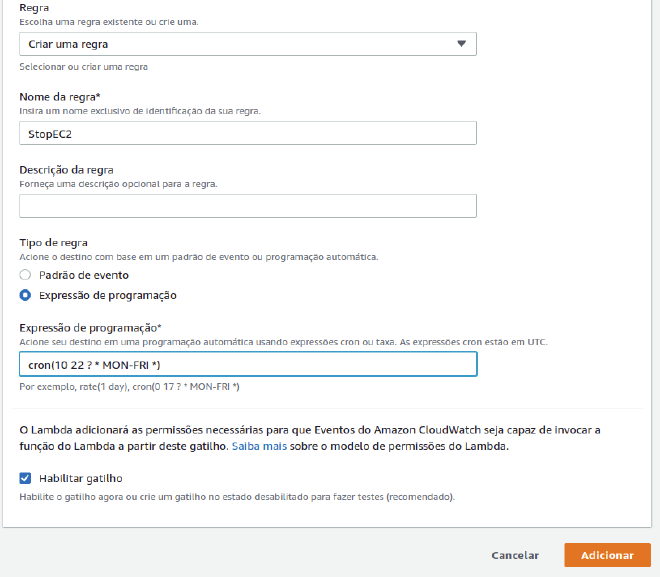 Regra
Escolha uma regra existente ou crie uma.
Criar uma regra
Selecionar ou criar uma regra
Nome da regra*
Insira um nome exclusivo de identificação da sua regra.
StopEC2
Descrição da regra
Forneça uma descrição opcional para a regra.
Tipo de regra
Acione o destino com base em um padrão de evento ou programação automática.
Padrão de evento
Expressão de programação
Expressão de programação*
Acione seu destino em uma programação automática usando expressões cron ou taxa. As expressões cron estão em UTC.
cron(10 22 ? * MON-FRI *)
Por exemplo, rate(1 day), cron(0 17 ? * MON-FRI *)
O Lambda adicionará as permissões necessárias para que Eventos do Amazon CloudWatch seja capaz de invocar a
função do Lambda a partir deste gatilho. Saiba mais sobre o modelo de permissões do Lambda.
Habilitar gatilho
Habilite o gatilho agora ou crie um gatilho no estado desabilitado para fazer testes (recomendado).
Cancelar
Adicionar